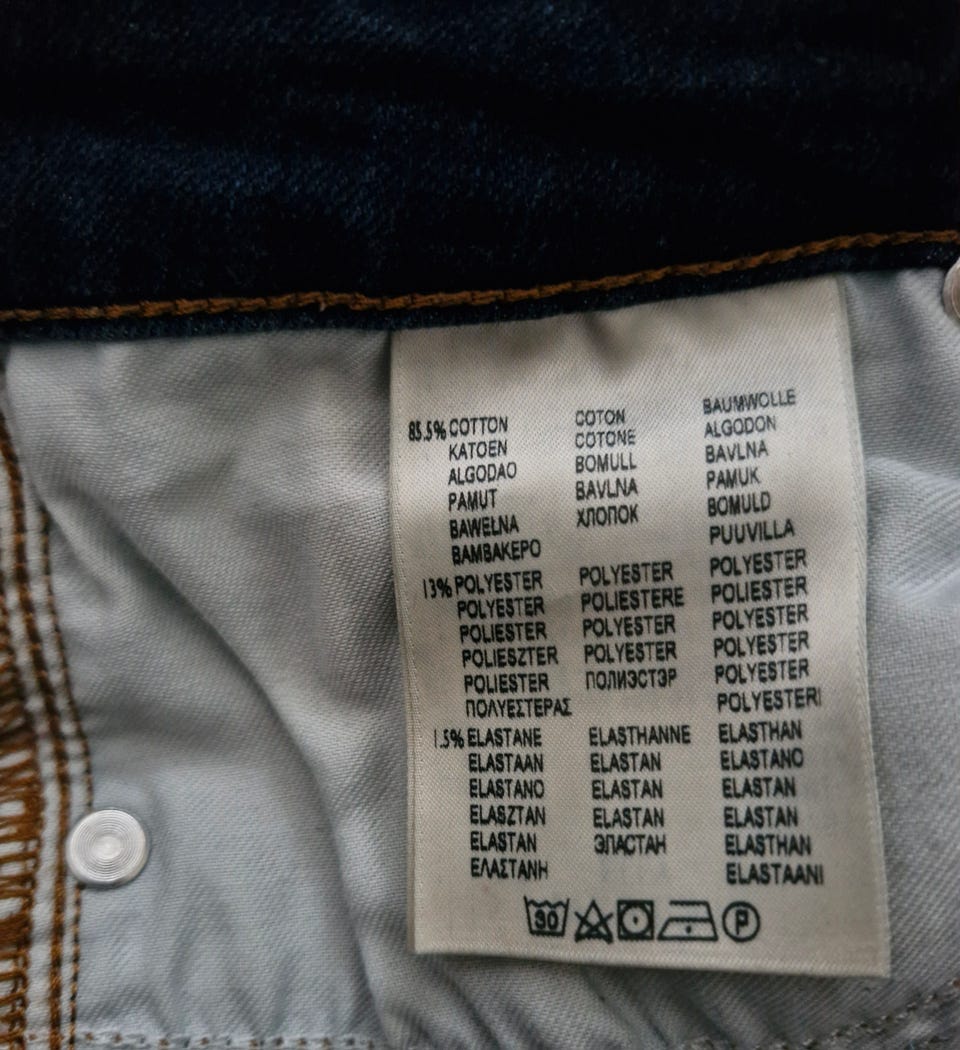 85.5% COTTON COTON BAUMWOLLE
KATOEN COTONE ALGODON
ALGODAO BOMULL BAVLNA
PAMUT BAVLNA PAMUK
BAWEŁNA ХЛОПОК BOMULD
ΒΑΜΒΑΚΕΡΟ PUUVILLA
13% POLYESTER POLYESTER POLYESTER
POLYESTER POLIESTERE POLIESTER
POLIESTER POLYESTER POLYESTER
POLIESZTER POLYESTER POLYESTER
POLIESTER ПОЛИЭСТЭР POLYESTER
ΠΟΛΥΕΣΤΕΡΑΣ POLYESTERI
1.5% ELASTANE ELASTHANNE ELASTHAN
ELASTAAN ELASTAN ELASTANO
ELASTANO ELASTAN ELASTAN
ELASZTAN ELASTAN ELASTAN
ELASTAN ЭЛАСТАН ELASTHAN
ΕΛΑΣΤΑΝΗ ELASTAANI
30 P